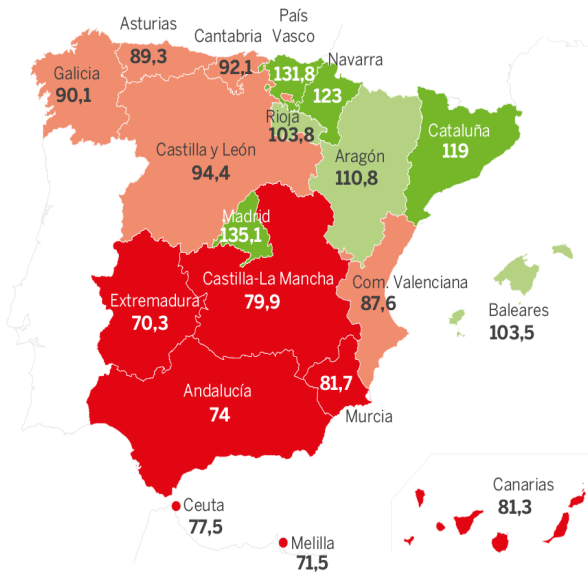 Asturias
89,3
Cantabria
92,1
País
Vasco
131,8
Navarra
123
Galicia
90,1
Rioja
103,8
Cataluña
119
Castilla y León
94,4
Aragón
110,8
Madrid
135,1
Castilla-La Mancha
79,9
Com. Valenciana
87,6
Extremadura
70,3
Baleares
103,5
Andalucía
74
81,7
Murcia
Ceuta
77,5
Melilla
71,5
Canarias
81,3